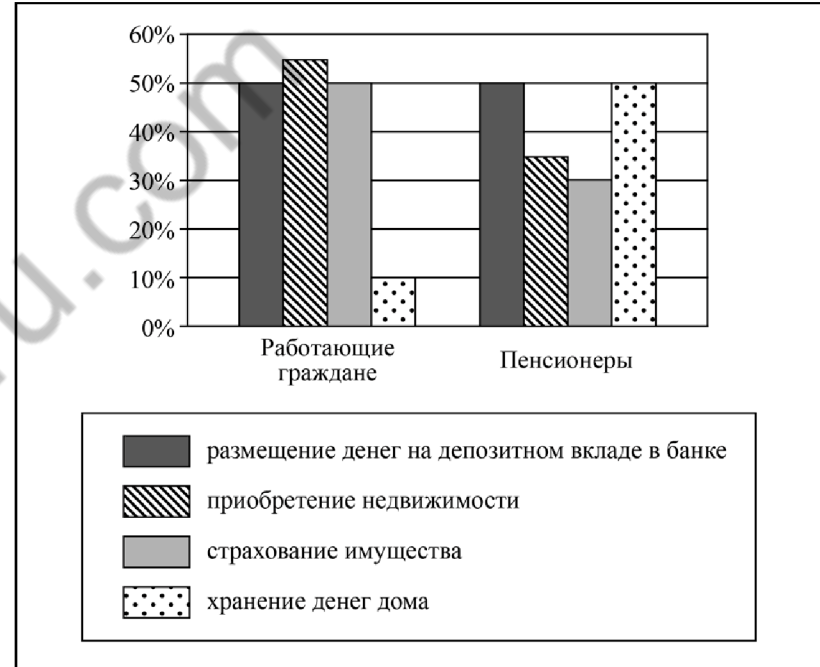 60%
50%
40%
30%
20%
10%
0%
Работающие
граждане
Пенсионеры
размещение денег на депозитном вкладе в банке
приобретение недвижимости
страхование имущества
хранение денег дома
u.com